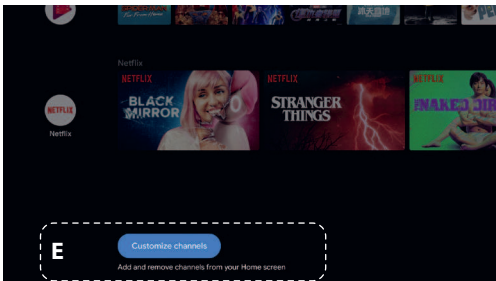 Netflix
NETFLIX
BLACK
MIRROR
NETFLIX
STRANGER
THINGS
NETFLIX
NAKED DIR
NETFLIX
Netflix
E
Customize channels
Add and remove channels from your Home screen